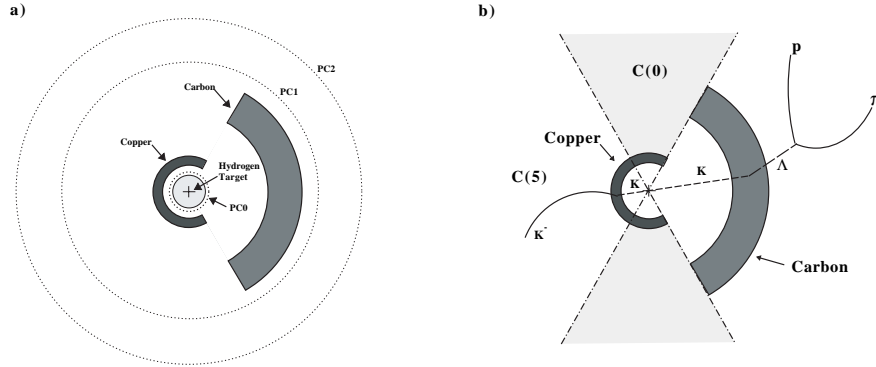 a)
PC2
PC1
Carbon
Copper
Hydrogen
Target
PC0
b)
C(0)
p
Copper
C(5)
K
K
Λ
K-
Carbon